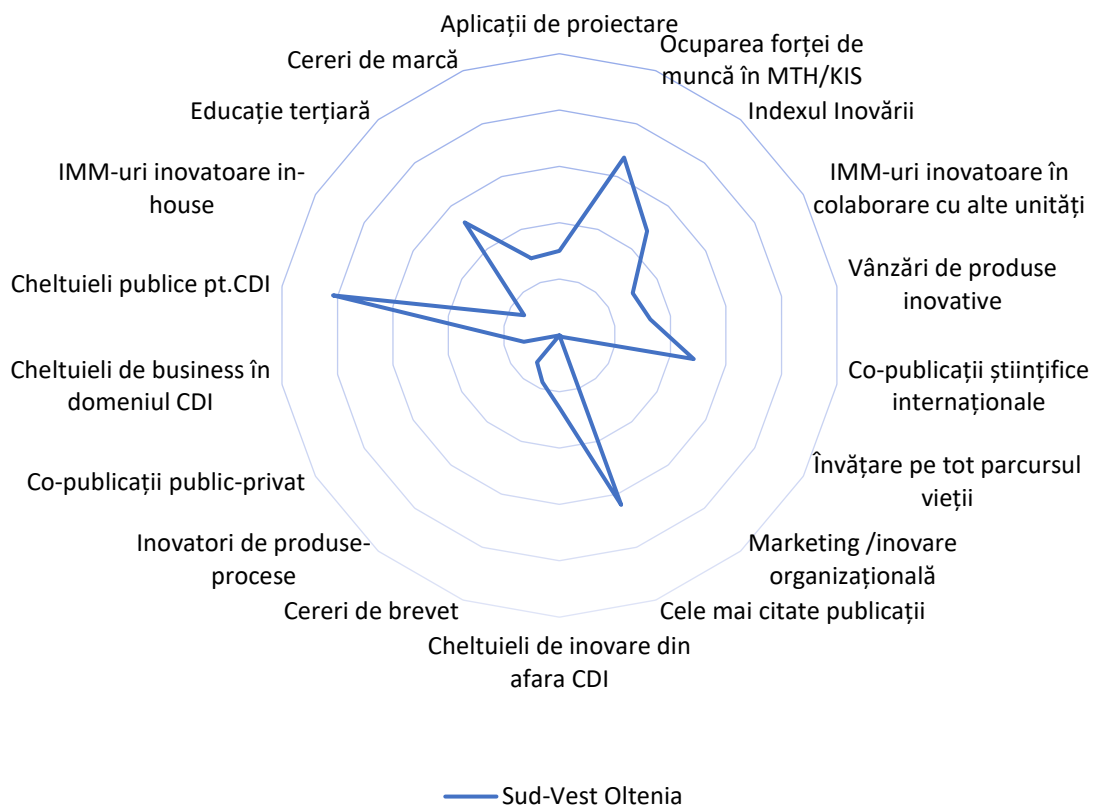 Aplicații de proiectare
Ocuparea forței de
muncă în MTH/KIS
Indexul Inovării
IMM-uri inovatoare în
colaborare cu alte unități
Vânzări de produse
inovative
Co-publicații științifice
internaționale
Învățare pe tot parcursul
vieții
Marketing /inovare
organizațională
Cele mai citate publicații
Cheltuieli de inovare din
afara CDI
Cereri de brevet
Inovatori de produse-
procese
Co-publicații public-privat
Cheltuieli de business în
domeniul CDI
Cheltuieli publice pt.CDI
IMM-uri inovatoare in-
house
Educație terțiară
Cereri de marcă
Sud-Vest Oltenia